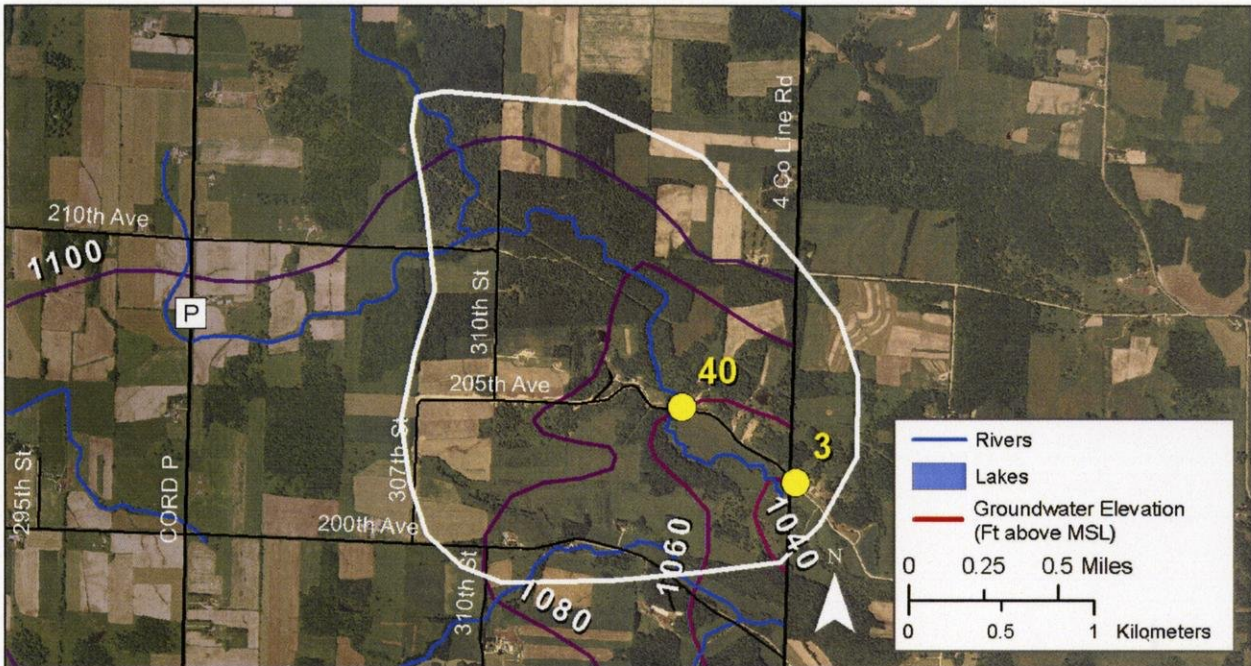 4 Co Line Rd
210th Ave
1100
P
310th St
205th Ave
40
3
307th St
295th St
CORD P
200th Ave
310th St
1080
1060
1040
N
Rivers
Lakes
Groundwater Elevation
(Ft above MSL)
0 0.25 0.5 Miles
0 0.5 1 Kilometers